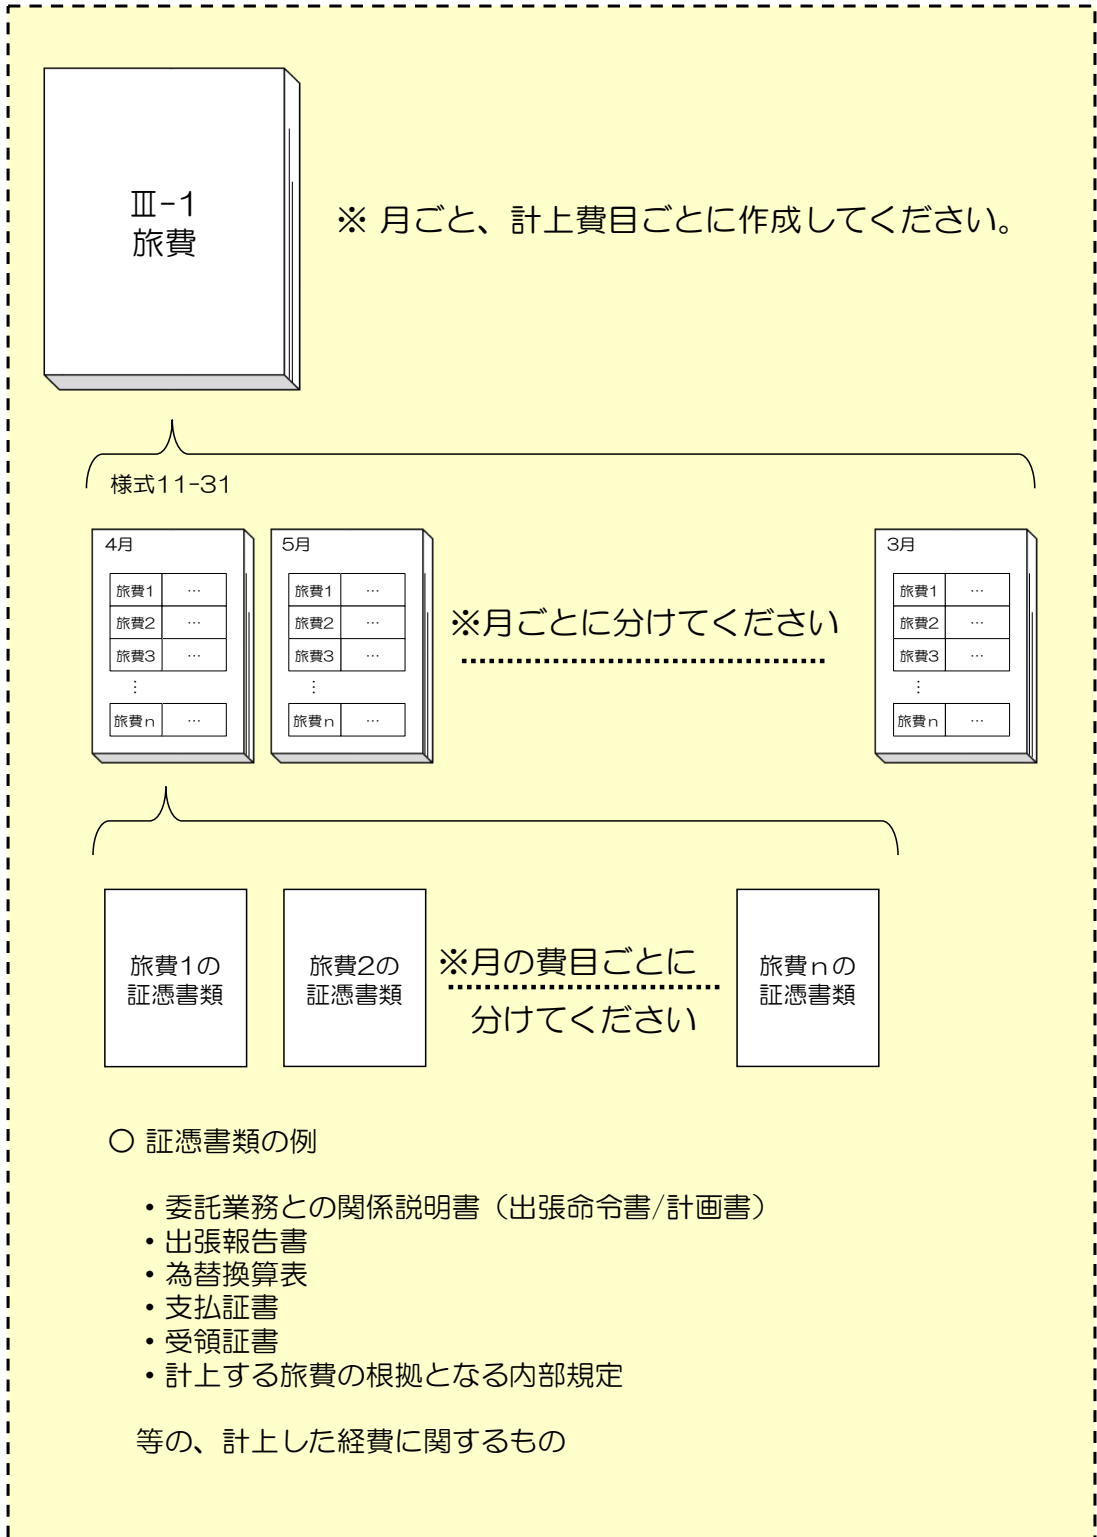 Ⅲ-1
旅費
※ 月ごと、計上費目ごとに作成してください。
様式11-31
4月
旅費1 …
旅費2 …
旅費3 …
⋮
旅費n …
5月
旅費1 …
旅費2 …
旅費3 …
⋮
旅費n …
※月ごとに分けてください
3月
旅費1 …
旅費2 …
旅費3 …
⋮
旅費n …
旅費1の
証憑書類
旅費2の
証憑書類
※月の費目ごとに
分けてください
旅費nの
証憑書類
○ 証憑書類の例
・委託業務との関係説明書（出張命令書/計画書）
・出張報告書
・為替換算表
・支払証書
・受領証書
・計上する旅費の根拠となる内部規定
等の、計上した経費に関するもの